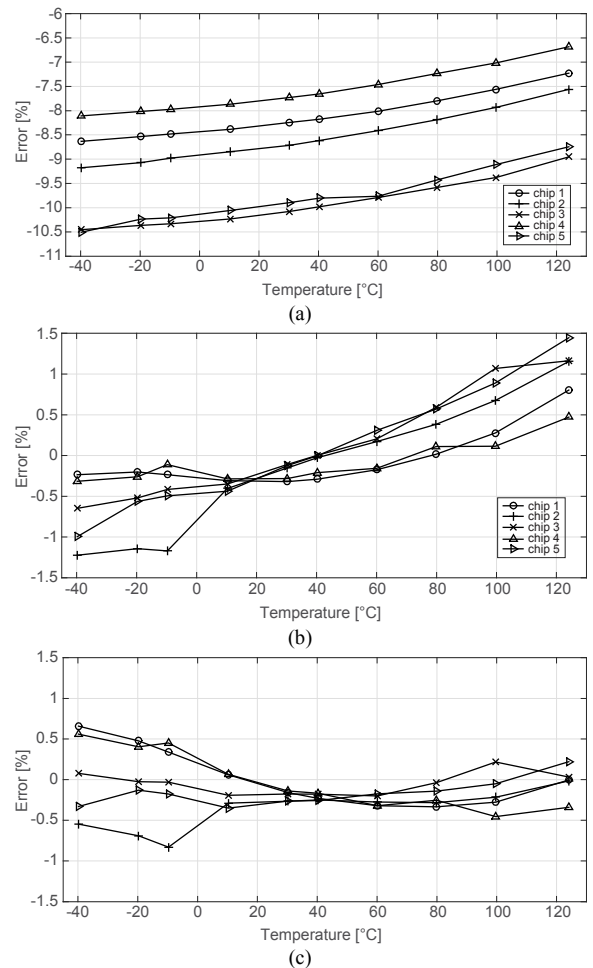 -6
-6.5
-7
-7.5
-8
-8.5
-9
-9.5
-10
-10.5
-11
Error [%]
chip 1
chip 2
chip 3
chip 4
chip 5
-40 -20 0 20 40 60 80 100 120
Temperature [°C]
(a)
1.5
1
0.5
0
-0.5
-1
-1.5
Error [%]
chip 1
chip 2
chip 3
chip 4
chip 5
-40 -20 0 20 40 60 80 100 120
Temperature [°C]
(b)
1.5
1
0.5
0
-0.5
-1
-1.5
Error [%]
-40 -20 0 20 40 60 80 100 120
Temperature [°C]
(c)